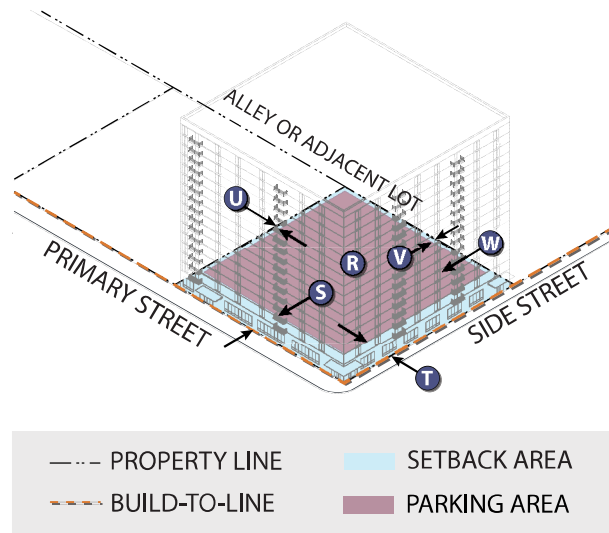 ALLEY OR ADJACENT LOT
U
R
V
W
S
PRIMARY STREET
SIDE STREET
T
PROPERTY LINE
SETBACK AREA
BUILD-TO-LINE
PARKING AREA